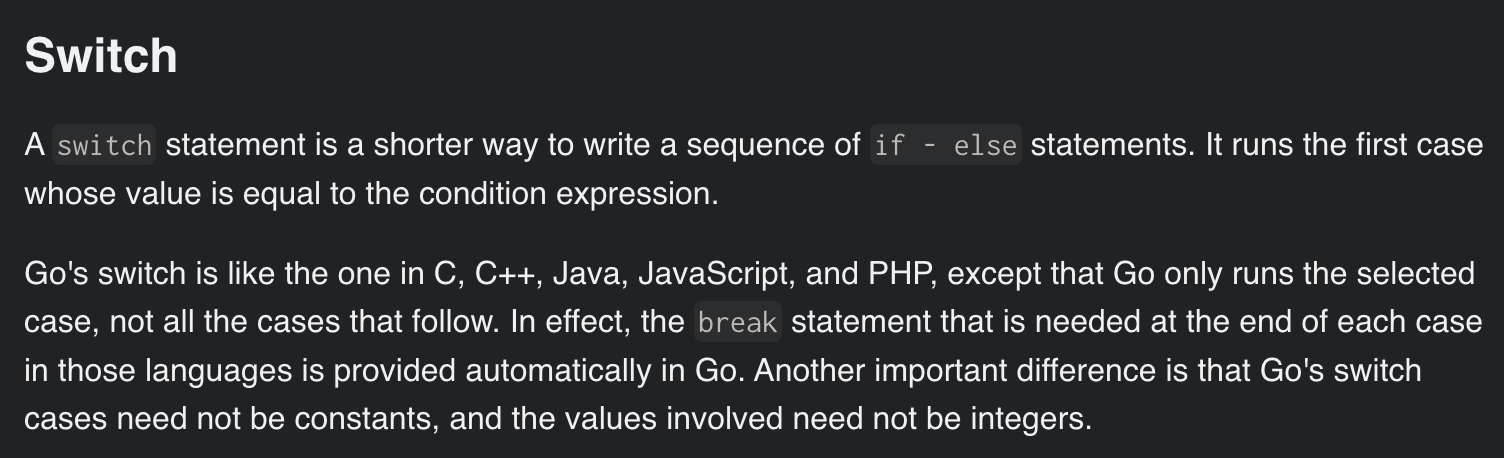 Switch
A switch statement is a shorter way to write a sequence of if - else statements. It runs the first case
whose value is equal to the condition expression.
Go's switch is like the one in C, C++, Java, JavaScript, and PHP, except that Go only runs the selected
case, not all the cases that follow. In effect, the break statement that is needed at the end of each case
in those languages is provided automatically in Go. Another important difference is that Go's switch
cases need not be constants, and the values involved need not be integers.